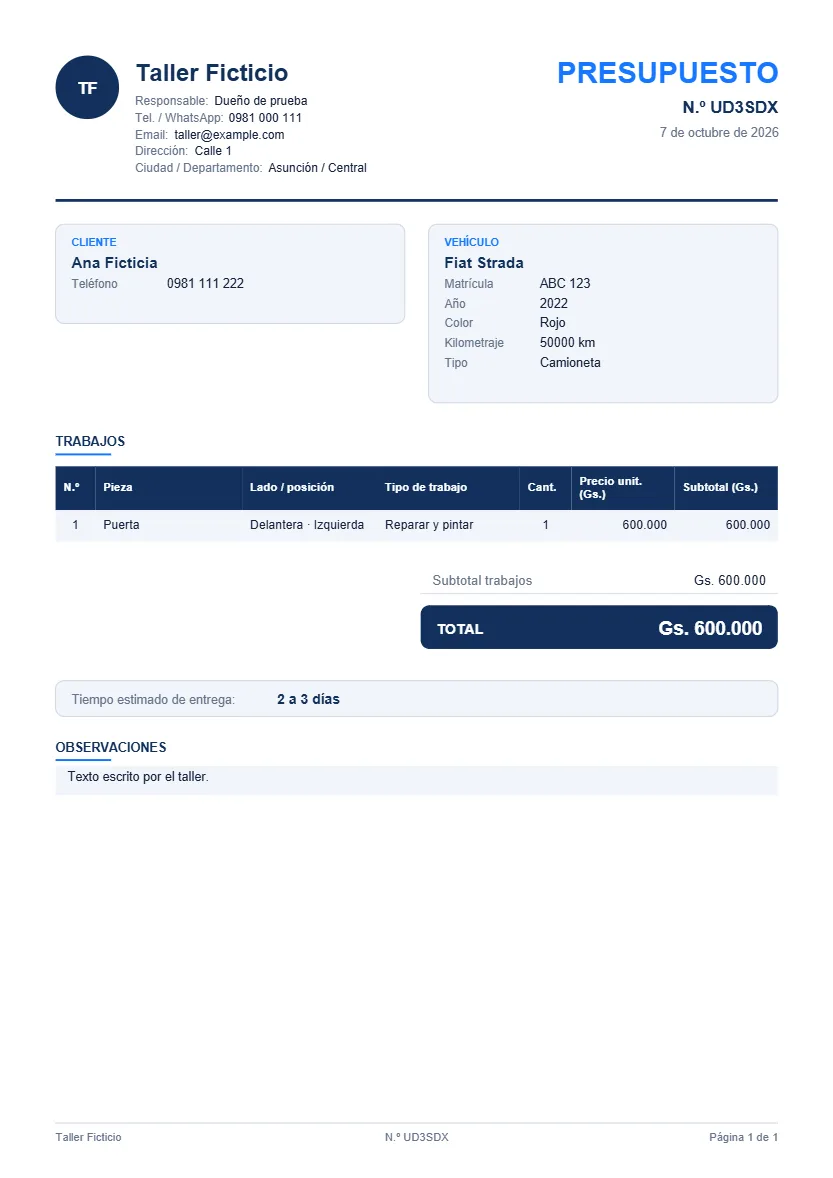 TF
Taller Ficticio
Responsable: Dueño de prueba
Tel. / WhatsApp: 0981 000 111
Email: taller@example.com
Dirección: Calle 1
Ciudad / Departamento: Asunción / Central
PRESUPUESTO
N.º UD3SDX
7 de octubre de 2026
CLIENTE
Ana Ficticia
Teléfono 0981 111 222
VEHÍCULO
Fiat Strada
Matrícula ABC 123
Año 2022
Color Rojo
Kilometraje 50000 km
Tipo Camioneta
TRABAJOS
N.º Pieza Lado / posición Tipo de trabajo Cant. Precio unit. (Gs.) Subtotal (Gs.)
1 Puerta Delantera · Izquierda Reparar y pintar 1 600.000 600.000
Subtotal trabajos Gs. 600.000
TOTAL Gs. 600.000
Tiempo estimado de entrega: 2 a 3 días
OBSERVACIONES
Texto escrito por el taller.
Taller Ficticio N.º UD3SDX Página 1 de 1